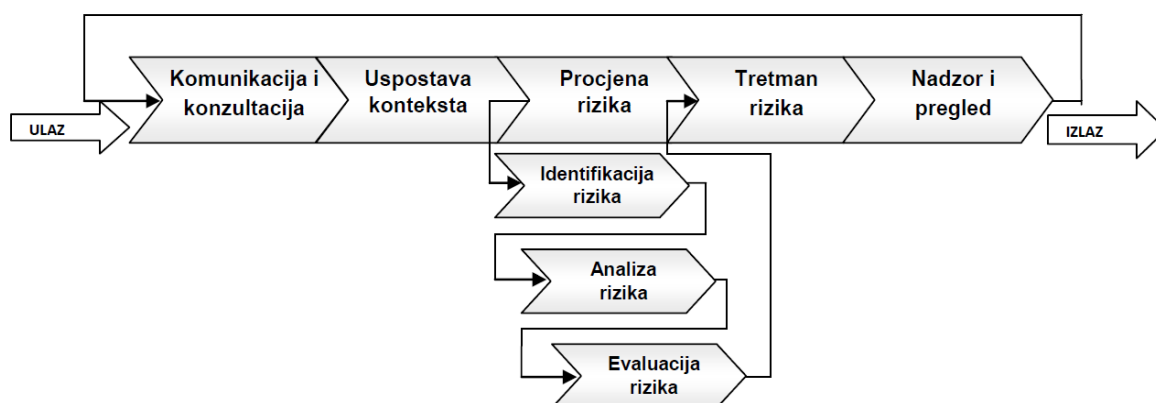 Komunikacija i
konzultacija
Uspostava
konteksta
Procjena
rizika
Tretman
rizika
Nadzor i
pregled
ULAZ
IZLAZ
Identifikacija
rizika
Analiza
rizika
Evaluacija
rizika